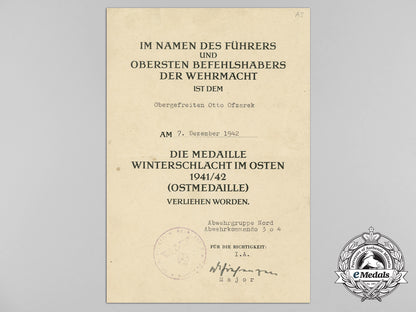 AJ
IM NAMEN DES FÜHRERS
UND
OBERSTEN BEFEHLSHABERS
DER WEHRMACHT
IST DEM
Obergefreiten Otto Ofzarek
AM 7. Dezember 1942
DIE MEDAILLE
WINTERSCHLACHT IM OSTEN
1941/42
(OSTMEDAILLE)
VERLIEHEN WORDEN.
Abwehrgruppe Nord
Abwehrkommando 3 o 4
FÜR DIE RICHTIGKEIT:
I.A.
Major
eMedals